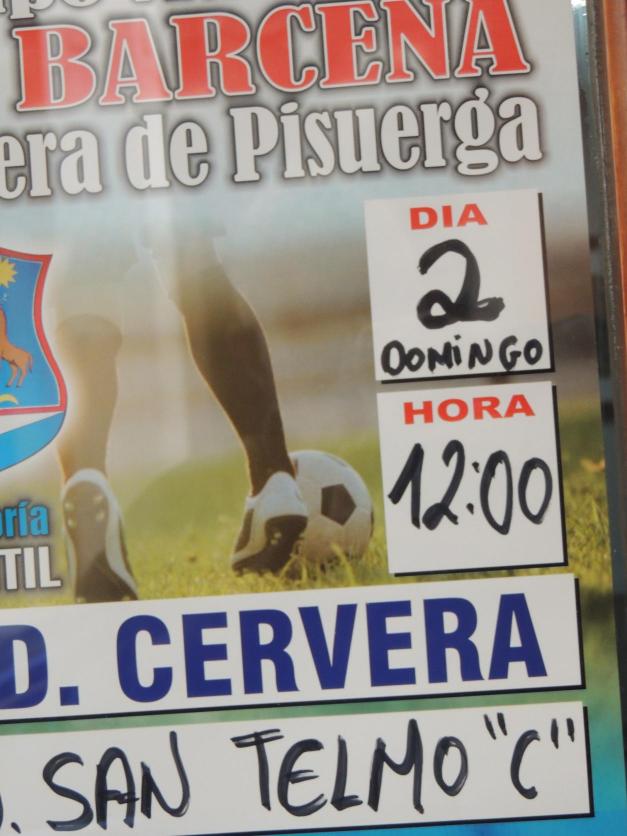 BARCENA
era de Pisuerga
DIA
2
DOMiNGO
HORA
12:00
ría
TIL
D. CERVERA
. SAN TELMO "C"